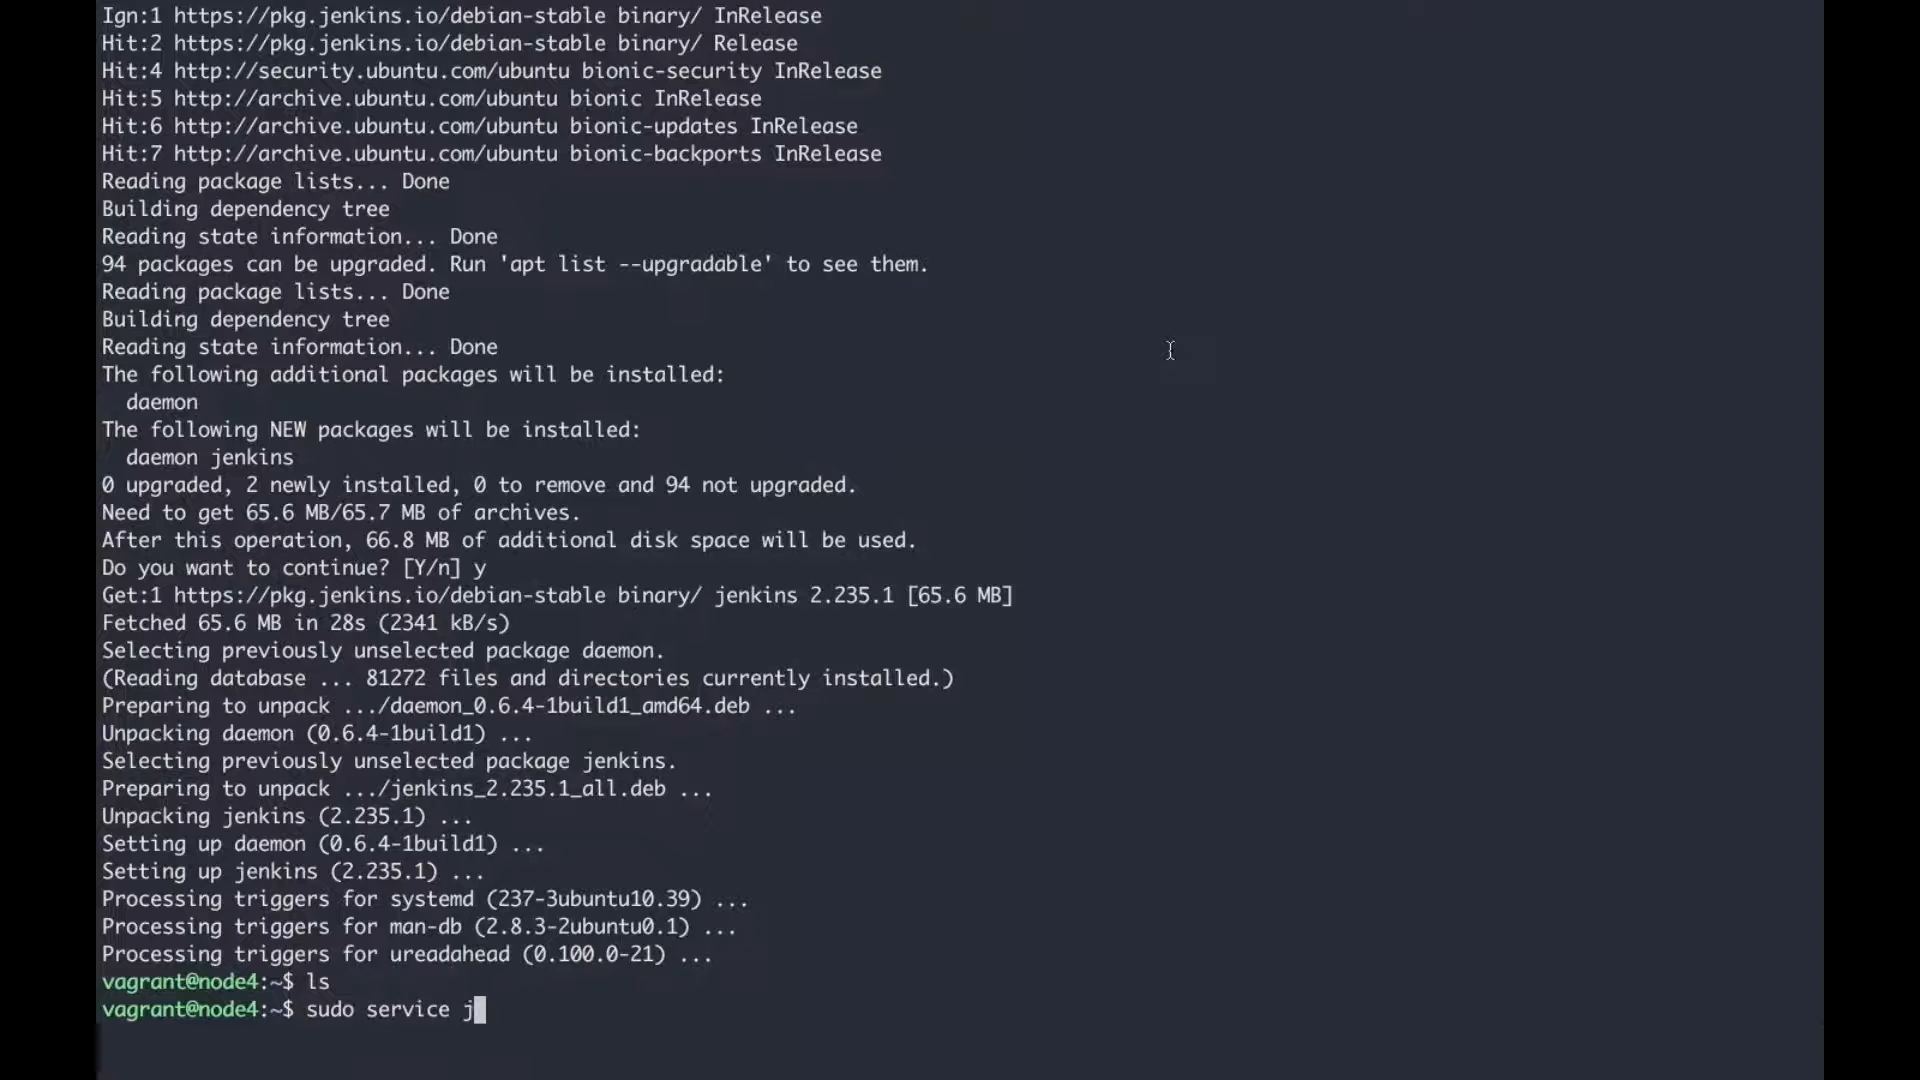 Ign:1 https://pkg.jenkins.io/debian-stable binary/ InRelease
Hit:2 https://pkg.jenkins.io/debian-stable binary/ Release
Hit:4 http://security.ubuntu.com/ubuntu bionic-security InRelease
Hit:5 http://archive.ubuntu.com/ubuntu bionic InRelease
Hit:6 http://archive.ubuntu.com/ubuntu bionic-updates InRelease
Hit:7 http://archive.ubuntu.com/ubuntu bionic-backports InRelease
Reading package lists... Done
Building dependency tree
Reading state information... Done
94 packages can be upgraded. Run 'apt list --upgradable' to see them.
Reading package lists... Done
Building dependency tree
Reading state information... Done
The following additional packages will be installed:
  daemon
The following NEW packages will be installed:
  daemon jenkins
0 upgraded, 2 newly installed, 0 to remove and 94 not upgraded.
Need to get 65.6 MB/65.7 MB of archives.
After this operation, 66.8 MB of additional disk space will be used.
Do you want to continue? [Y/n] y
Get:1 https://pkg.jenkins.io/debian-stable binary/ jenkins 2.235.1 [65.6 MB]
Fetched 65.6 MB in 28s (2341 kB/s)
Selecting previously unselected package daemon.
(Reading database ... 81272 files and directories currently installed.)
Preparing to unpack .../daemon_0.6.4-1build1_amd64.deb ...
Unpacking daemon (0.6.4-1build1) ...
Selecting previously unselected package jenkins.
Preparing to unpack .../jenkins_2.235.1_all.deb ...
Unpacking jenkins (2.235.1) ...
Setting up daemon (0.6.4-1build1) ...
Setting up jenkins (2.235.1) ...
Processing triggers for systemd (237-3ubuntu10.39) ...
Processing triggers for man-db (2.8.3-2ubuntu0.1) ...
Processing triggers for ureadahead (0.100.0-21) ...
vagrant@node4:~$ ls
vagrant@node4:~$ sudo service j